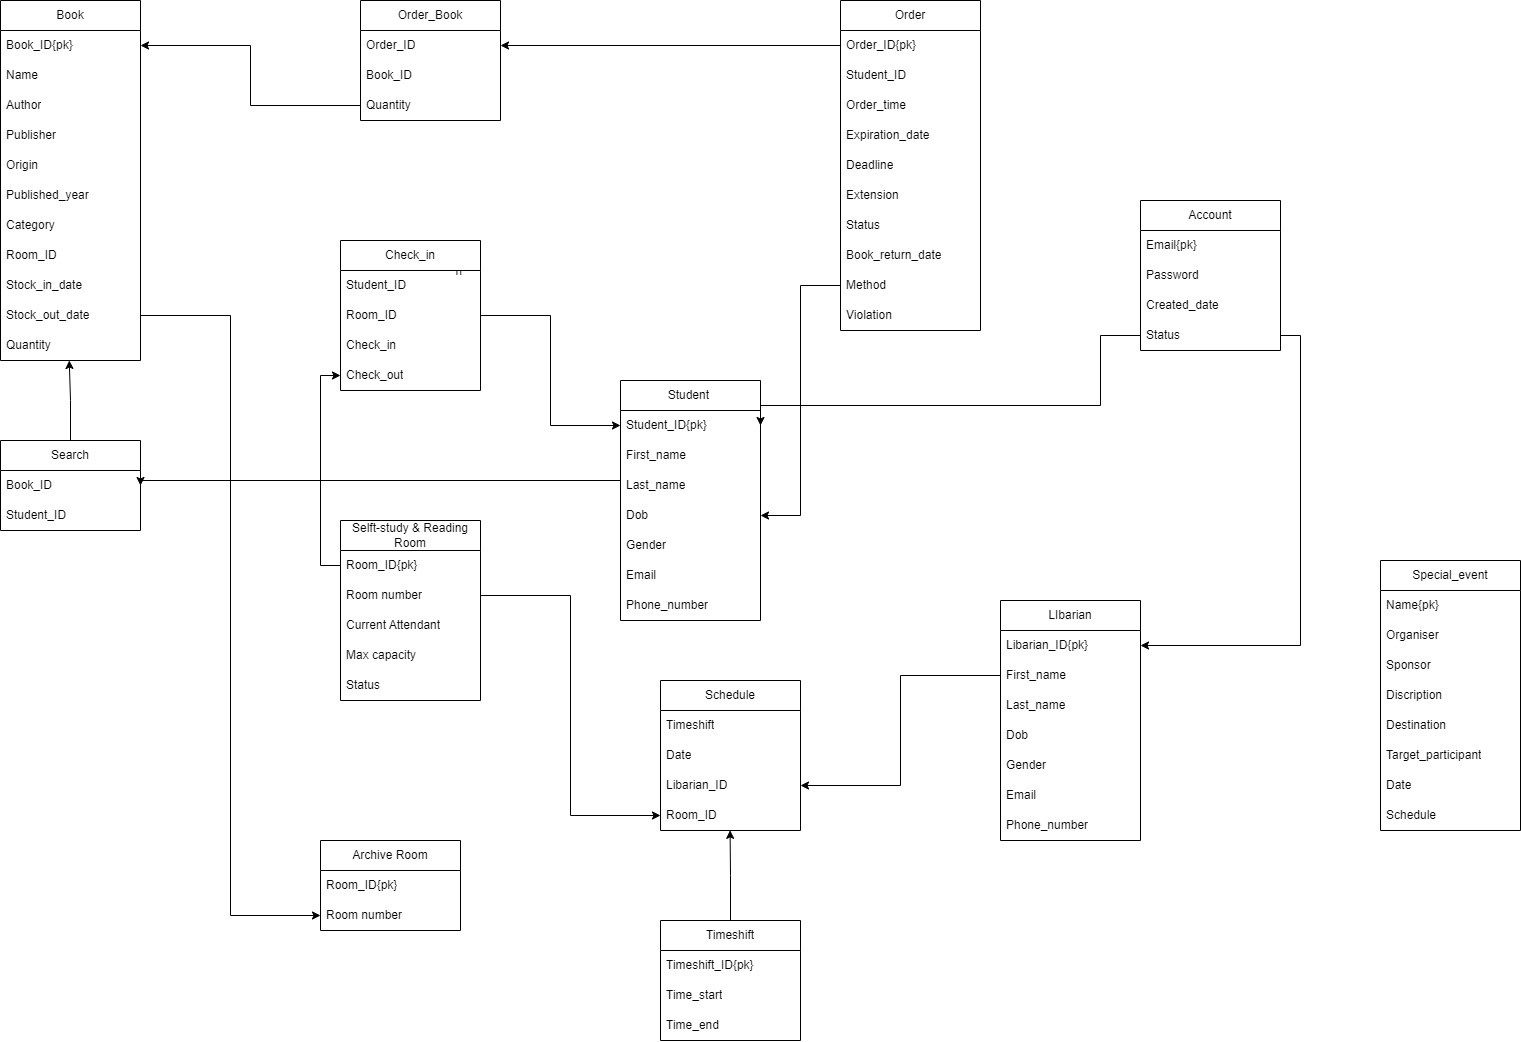 Book
Book_ID{pk}
Name
Author
Publisher
Origin
Published_year
Category
Room_ID
Stock_in_date
Stock_out_date
Quantity
Order_Book
Order_ID
Book_ID
Quantity
Order
Order_ID{pk}
Student_ID
Order_time
Expiration_date
Deadline
Extension
Status
Book_return_date
Method
Violation
Account
Email{pk}
Password
Created_date
Status
Check_in
Student_ID
Room_ID
Check_in
Check_out
Student
Student_ID{pk}
First_name
Last_name
Dob
Gender
Email
Phone_number
Search
Book_ID
Student_ID
Selft-study & Reading
Room
Room_ID{pk}
Room number
Current Attendant
Max capacity
Status
Special_event
Name{pk}
Organiser
Sponsor
Discription
Destination
Target_participant
Date
Schedule
LIbarian
Libarian_ID{pk}
First_name
Last_name
Dob
Gender
Email
Phone_number
Schedule
Timeshift
Date
Libarian_ID
Room_ID
Archive Room
Room_ID{pk}
Room number
Timeshift
Timeshift_ID{pk}
Time_start
Time_end